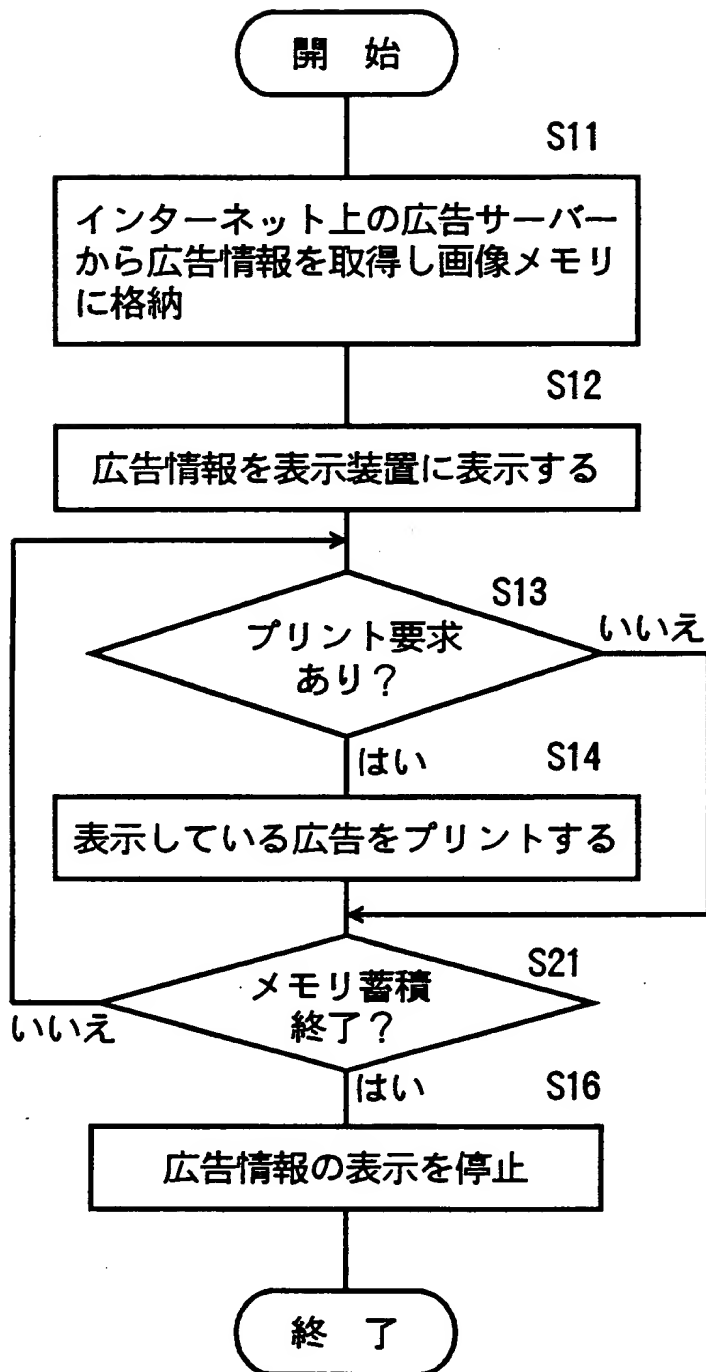 開 始
S11
インターネット上の広告サーバー
から広告情報を取得し画像メモリ
に格納
S12
広告情報を表示装置に表示する
S13
プリント要求
あり？
いいえ
はい
S14
表示している広告をプリントする
S21
メモリ蓄積
終了？
いいえ
はい
S16
広告情報の表示を停止
終 了